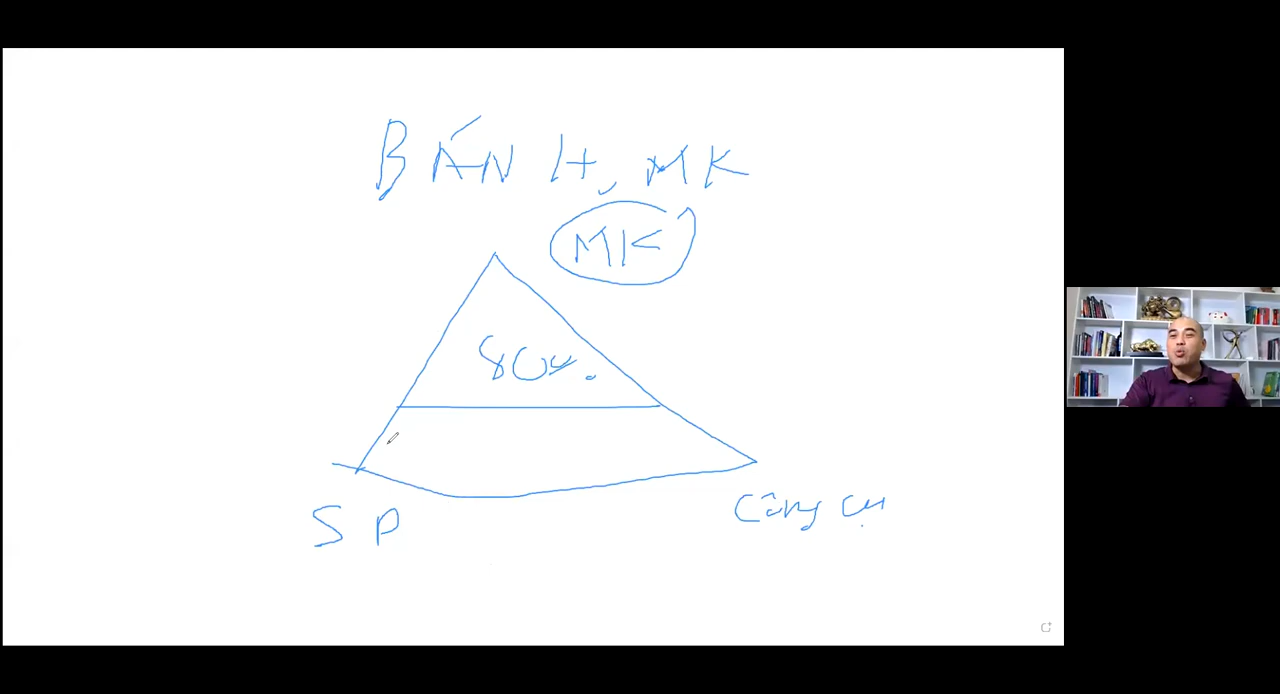 BÁN H, MK
MK
80%.
SP
Công cụ